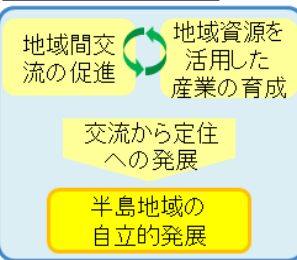 地域間交
流の促進
地域資源を
活用した
産業の育成
交流から定住
への発展
半島地域の
自立的発展